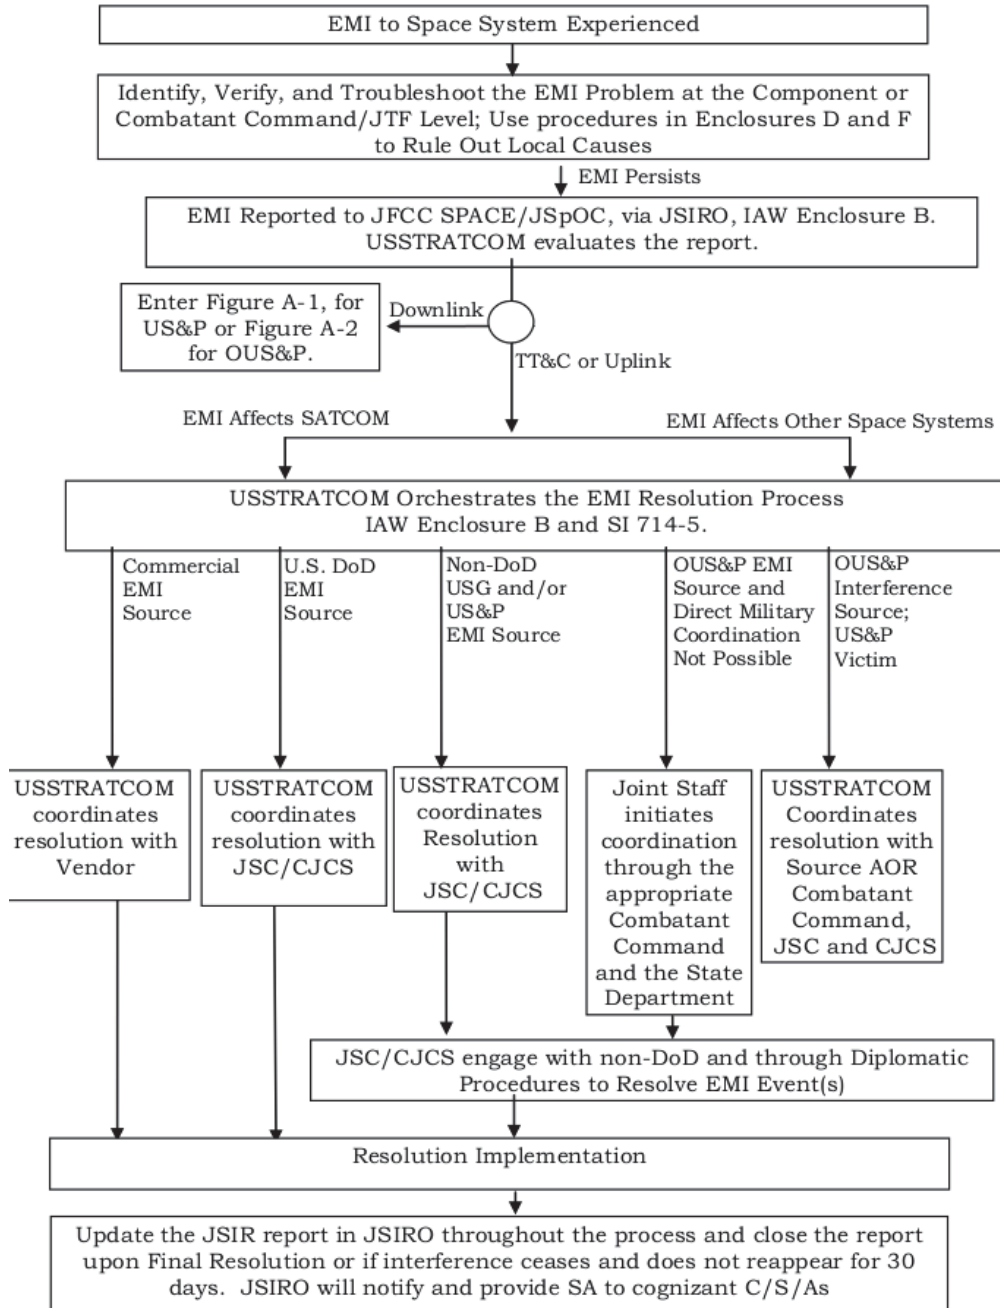 EMI to Space System Experienced
Identify, Verify, and Troubleshoot the EMI Problem at the Component or
Combatant Command/JTF Level; Use procedures in Enclosures D and F
to Rule Out Local Causes
EMI Persists
EMI Reported to JFCC SPACE/JSpOC, via JSIRO, IAW Enclosure B.
USSTRATCOM evaluates the report.
Enter Figure A-1, for
US&P or Figure A-2
for OUS&P.
Downlink
TT&C or Uplink
EMI Affects SATCOM
EMI Affects Other Space Systems
USSTRATCOM Orchestrates the EMI Resolution Process
IAW Enclosure B and SI 714-5.
Commercial
EMI
Source
U.S. DoD
EMI
Source
Non-DoD
USG and/or
US&P
EMI Source
OUS&P EMI
Source and
Direct Military
Coordination
Not Possible
OUS&P
Interference
Source;
US&P
Victim
USSTRATCOM
coordinates
resolution with
Vendor
USSTRATCOM
coordinates
resolution with
JSC/CJCS
USSTRATCOM
coordinates
Resolution
with
JSC/CJCS
Joint Staff
initiates
coordination
through the
appropriate
Combatant
Command
and the State
Department
USSTRATCOM
Coordinates
resolution with
Source AOR
Combatant
Command,
JSC and CJCS
JSC/CJCS engage with non-DoD and through Diplomatic
Procedures to Resolve EMI Event(s)
Resolution Implementation
Update the JSIR report in JSIRO throughout the process and close the report
upon Final Resolution or if interference ceases and does not reappear for 30
days. JSIRO will notify and provide SA to cognizant C/S/As